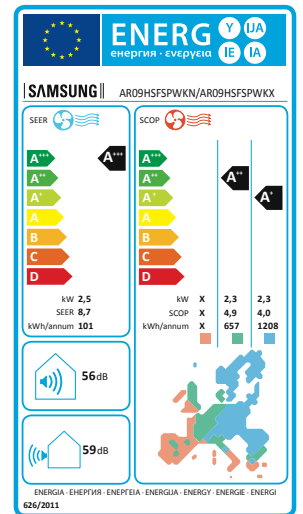 ENERG Y IJA
енергия · ενεργεια IE IA
SAMSUNG AR09HSFSPWKN/AR09HSFSPWKX
SEER SCOP
A+++ A+++ A+++
A++ A++ A++
A+ A+ A+
A A
B B
C C
D D
kW 2,5 kW X 2,3 2,3
SEER 8,7 SCOP X 4,9 4,0
kWh/annum 101 kWh/annum X 657 1208
56dB
59dB
ENERGIA · ЕНЕРГИЯ · ΕΝΕΡΓΕΙΑ · ENERGIJA · ENERGY · ENERGIE · ENERGI
626/2011